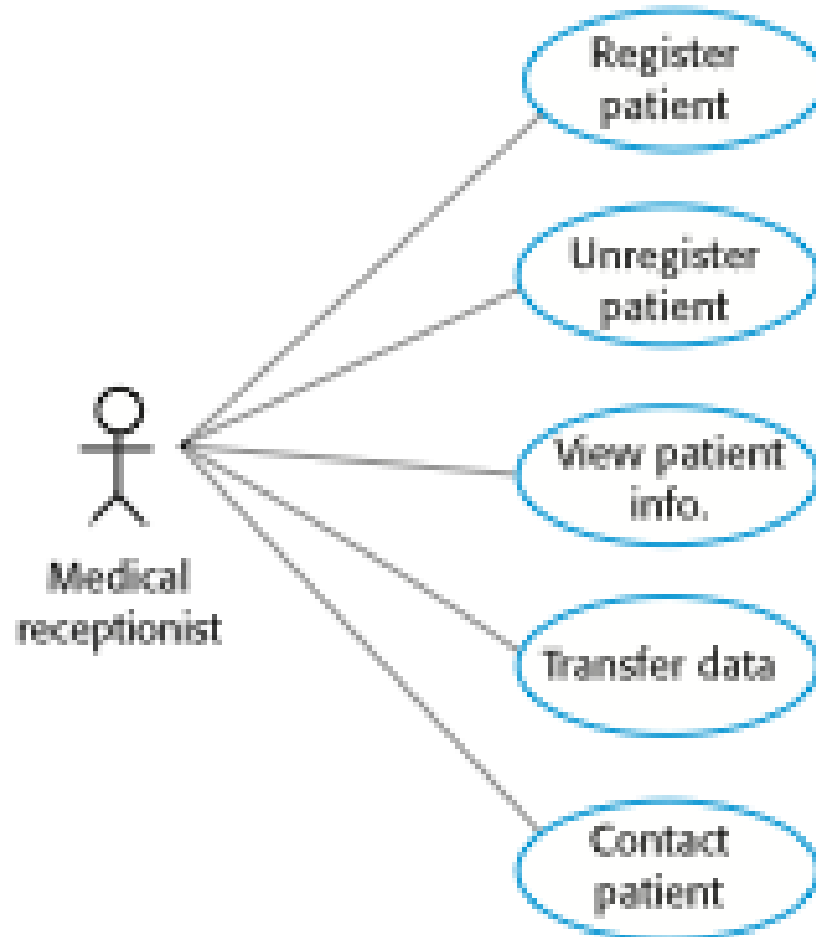 Register
patient
Unregister
patient
View patient
info.
Medical
receptionist
Transfer data
Contact
patient